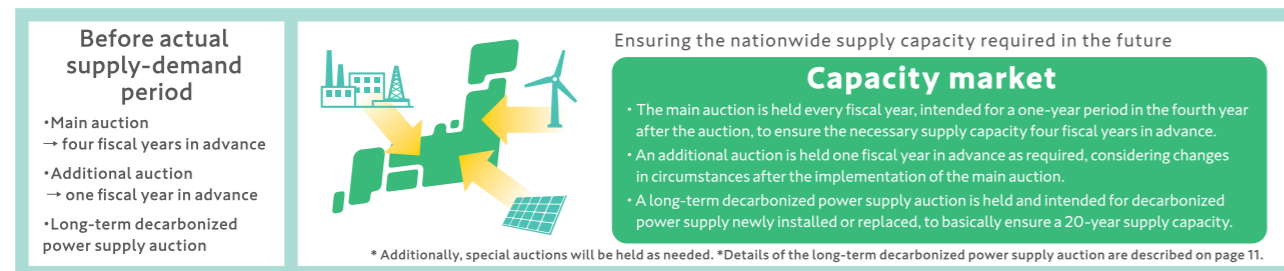 Before actual
supply-demand
period
・Main auction
→ four fiscal years in advance
・Additional auction
→ one fiscal year in advance
・Long-term decarbonized
power supply auction
Ensuring the nationwide supply capacity required in the future
Capacity market
・The main auction is held every fiscal year, intended for a one-year period in the fourth year
after the auction, to ensure the necessary supply capacity four fiscal years in advance.
・An additional auction is held one fiscal year in advance as required, considering changes
in circumstances after the implementation of the main auction.
・A long-term decarbonized power supply auction is held and intended for decarbonized
power supply newly installed or replaced, to basically ensure a 20-year supply capacity.
* Additionally, special auctions will be held as needed. *Details of the long-term decarbonized power supply auction are described on page 11.